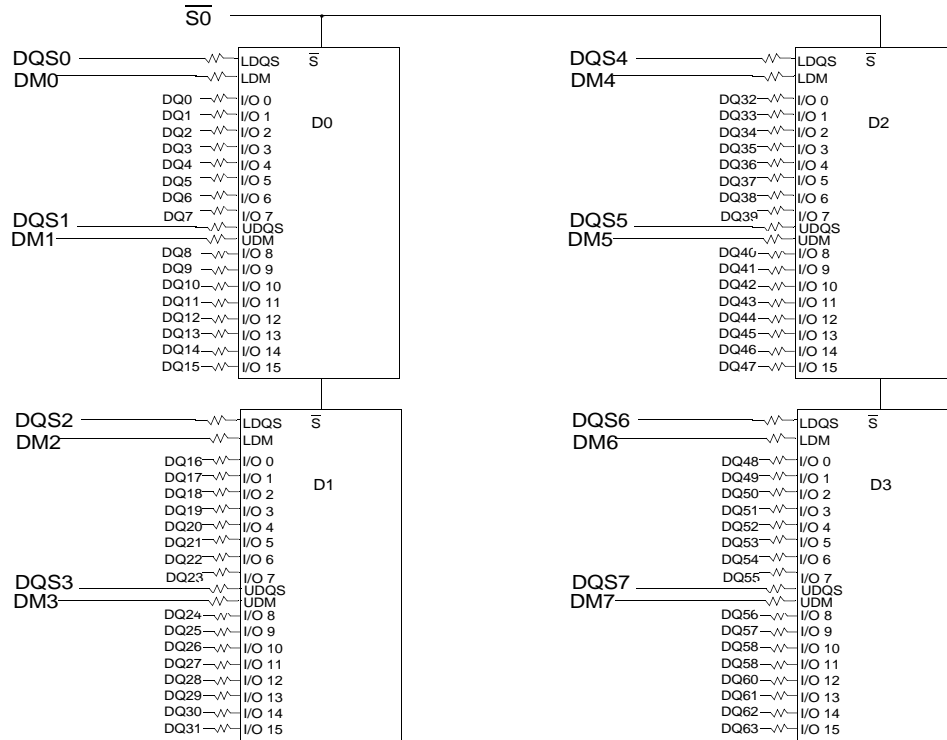 S0
DQS0 LDQS S
DM0 LDM
DQ0 I/O 0
DQ1 I/O 1
D0
DQ2 I/O 2
DQ3 I/O 3
DQ4 I/O 4
DQ5 I/O 5
DQ6 I/O 6
DQ7 I/O 7
DQS1 UDQS
DM1 UDM
DQ8 I/O 8
DQ9 I/O 9
DQ10 I/O 10
DQ11 I/O 11
DQ12 I/O 12
DQ13 I/O 13
DQ14 I/O 14
DQ15 I/O 15
DQS2 LDQS S
DM2 LDM
DQ16 I/O 0
DQ17 I/O 1
D1
DQ18 I/O 2
DQ19 I/O 3
DQ20 I/O 4
DQ21 I/O 5
DQ22 I/O 6
DQ23 I/O 7
DQS3 UDQS
DM3 UDM
DQ24 I/O 8
DQ25 I/O 9
DQ26 I/O 10
DQ27 I/O 11
DQ28 I/O 12
DQ29 I/O 13
DQ30 I/O 14
DQ31 I/O 15
DQS4 LDQS S
DM4 LDM
DQ32 I/O 0
DQ33 I/O 1
D2
DQ34 I/O 2
DQ35 I/O 3
DQ36 I/O 4
DQ37 I/O 5
DQ38 I/O 6
DQ39 I/O 7
DQS5 UDQS
DM5 UDM
DQ40 I/O 8
DQ41 I/O 9
DQ42 I/O 10
DQ43 I/O 11
DQ44 I/O 12
DQ45 I/O 13
DQ46 I/O 14
DQ47 I/O 15
DQS6 LDQS S
DM6 LDM
DQ48 I/O 0
DQ49 I/O 1
D3
DQ50 I/O 2
DQ51 I/O 3
DQ52 I/O 4
DQ53 I/O 5
DQ54 I/O 6
DQ55 I/O 7
DQS7 UDQS
DM7 UDM
DQ56 I/O 8
DQ57 I/O 9
DQ58 I/O 10
DQ58 I/O 11
DQ60 I/O 12
DQ61 I/O 13
DQ62 I/O 14
DQ63 I/O 15